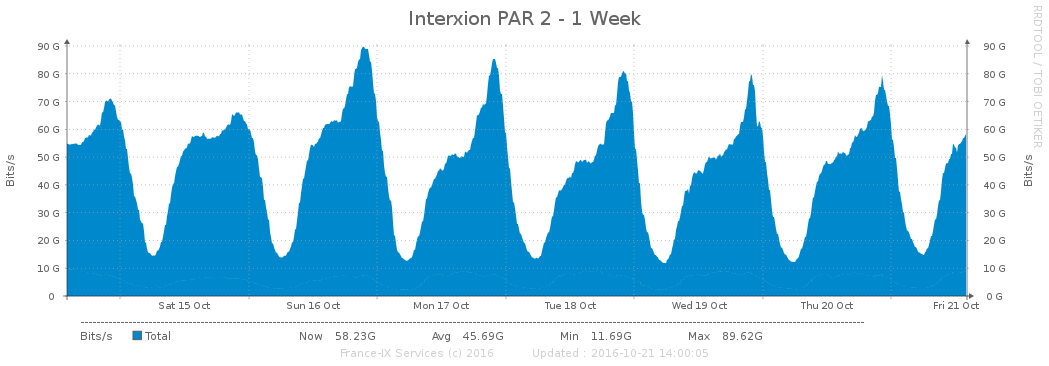 Interxion PAR 2 - 1 Week
RRDTOOL / TOBI OETIKER
Bits/s
90 G 90 G
80 G 80 G
70 G 70 G
60 G 60 G
50 G 50 G
40 G 40 G
30 G 30 G
20 G 20 G
10 G 10 G
0 0 G
Bits/s
Sat 15 Oct Sun 16 Oct Mon 17 Oct Tue 18 Oct Wed 19 Oct Thu 20 Oct Fri 21 Oct
Bits/s Total Now 58.23G Avg 45.69G Min 11.69G Max 89.62G
France-IX Services (c) 2016 Updated : 2016-10-21 14:00:05